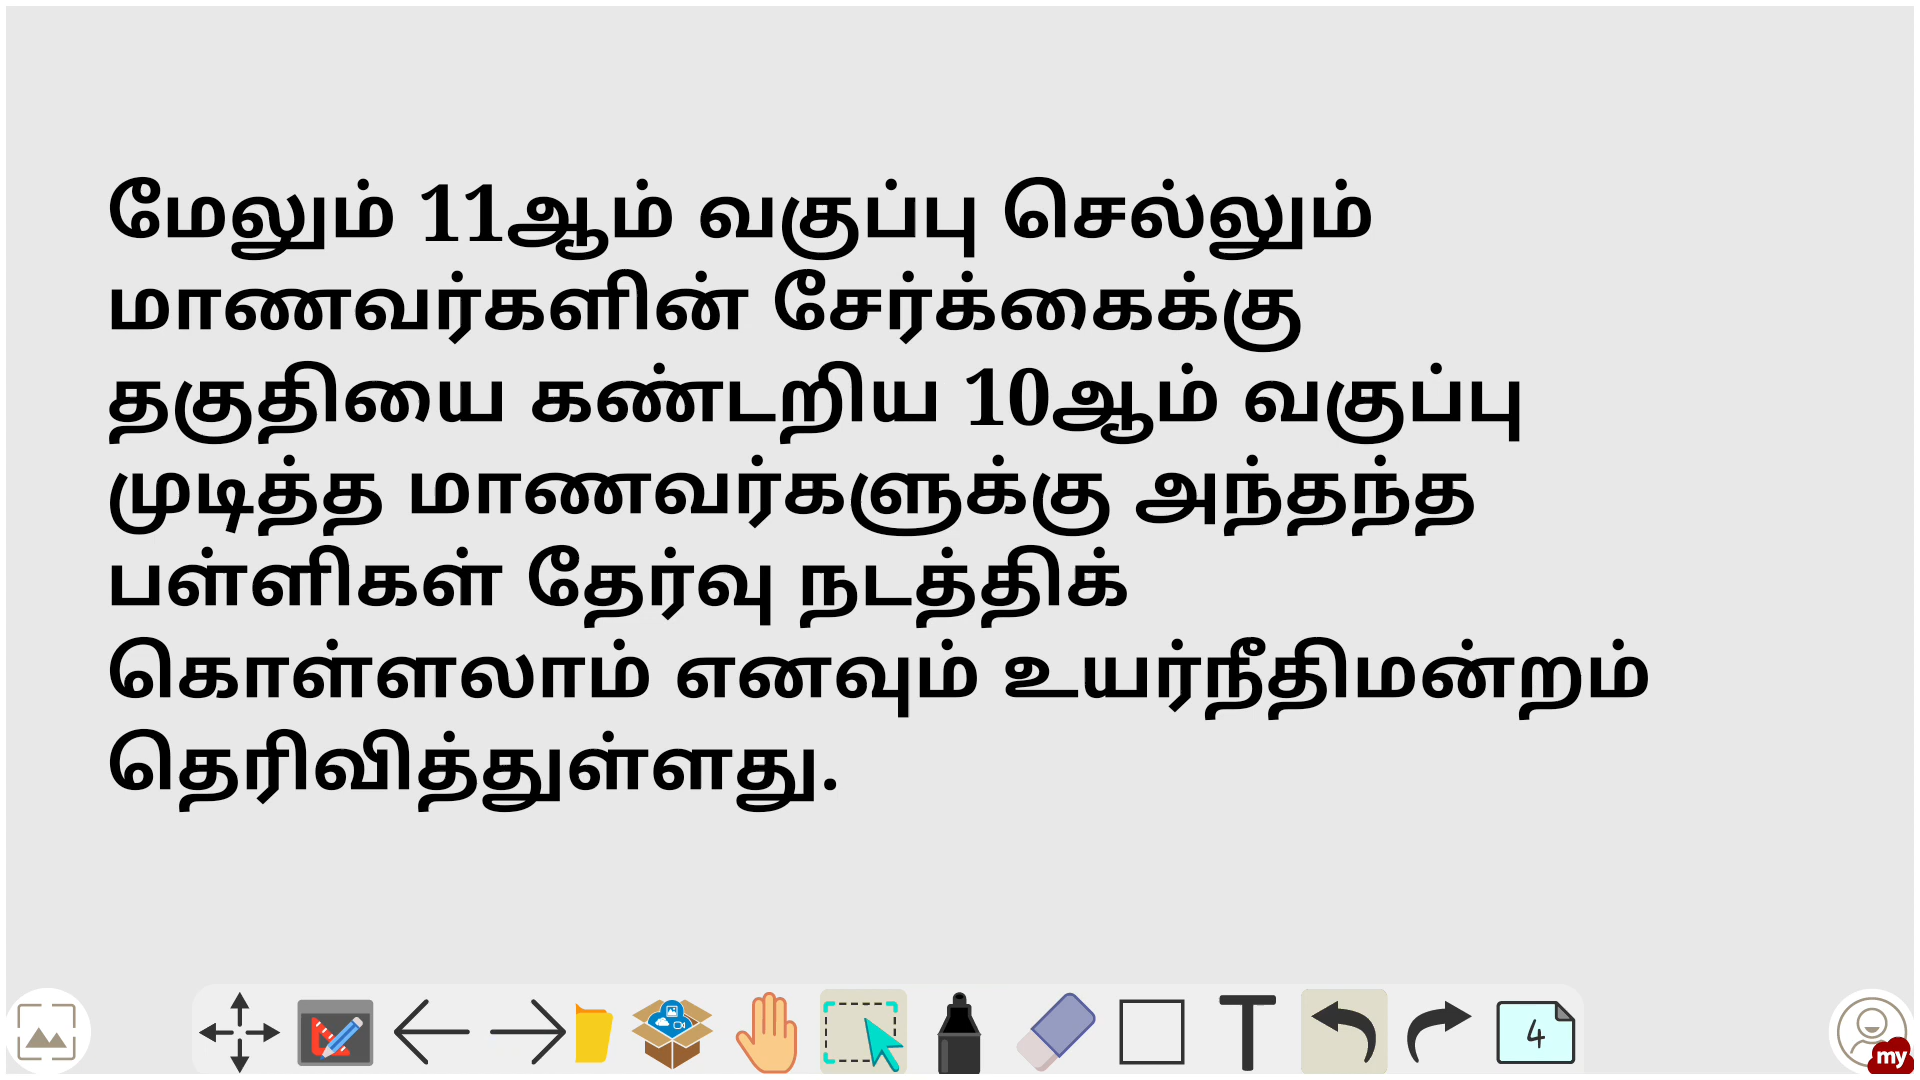 மேலும் 11ஆம் வகுப்பு செல்லும்
மாணவர்களின் சேர்க்கைக்கு
தகுதியை கண்டறிய 10ஆம் வகுப்பு
முடித்த மாணவர்களுக்கு அந்தந்த
பள்ளிகள் தேர்வு நடத்திக்
கொள்ளலாம் எனவும் உயர்நீதிமன்றம்
தெரிவித்துள்ளது.
4
my